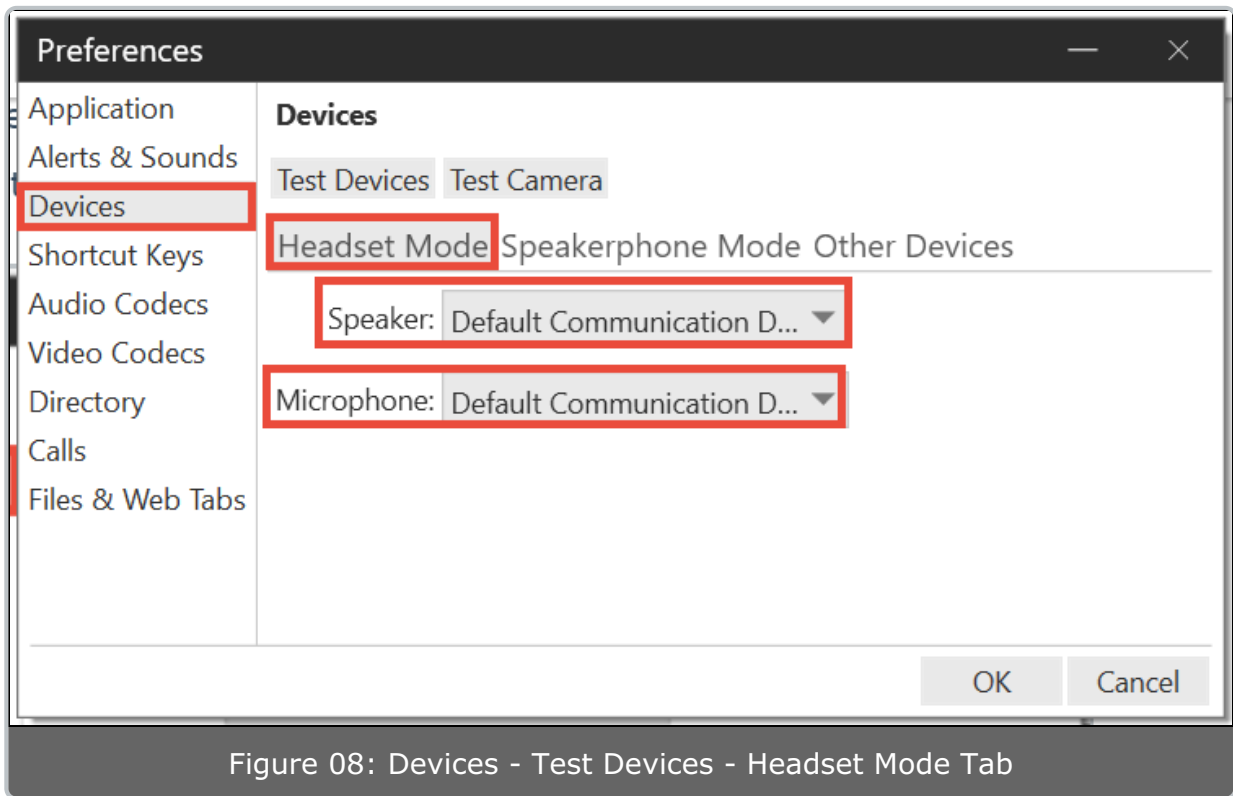 Preferences
Application
Alerts & Sounds
Devices
Shortcut Keys
Audio Codecs
Video Codecs
Directory
Calls
Files & Web Tabs
Devices
Test Devices Test Camera
Headset Mode Speakerphone Mode Other Devices
Speaker: Default Communication D...
Microphone: Default Communication D...
OK Cancel
Figure 08: Devices - Test Devices - Headset Mode Tab